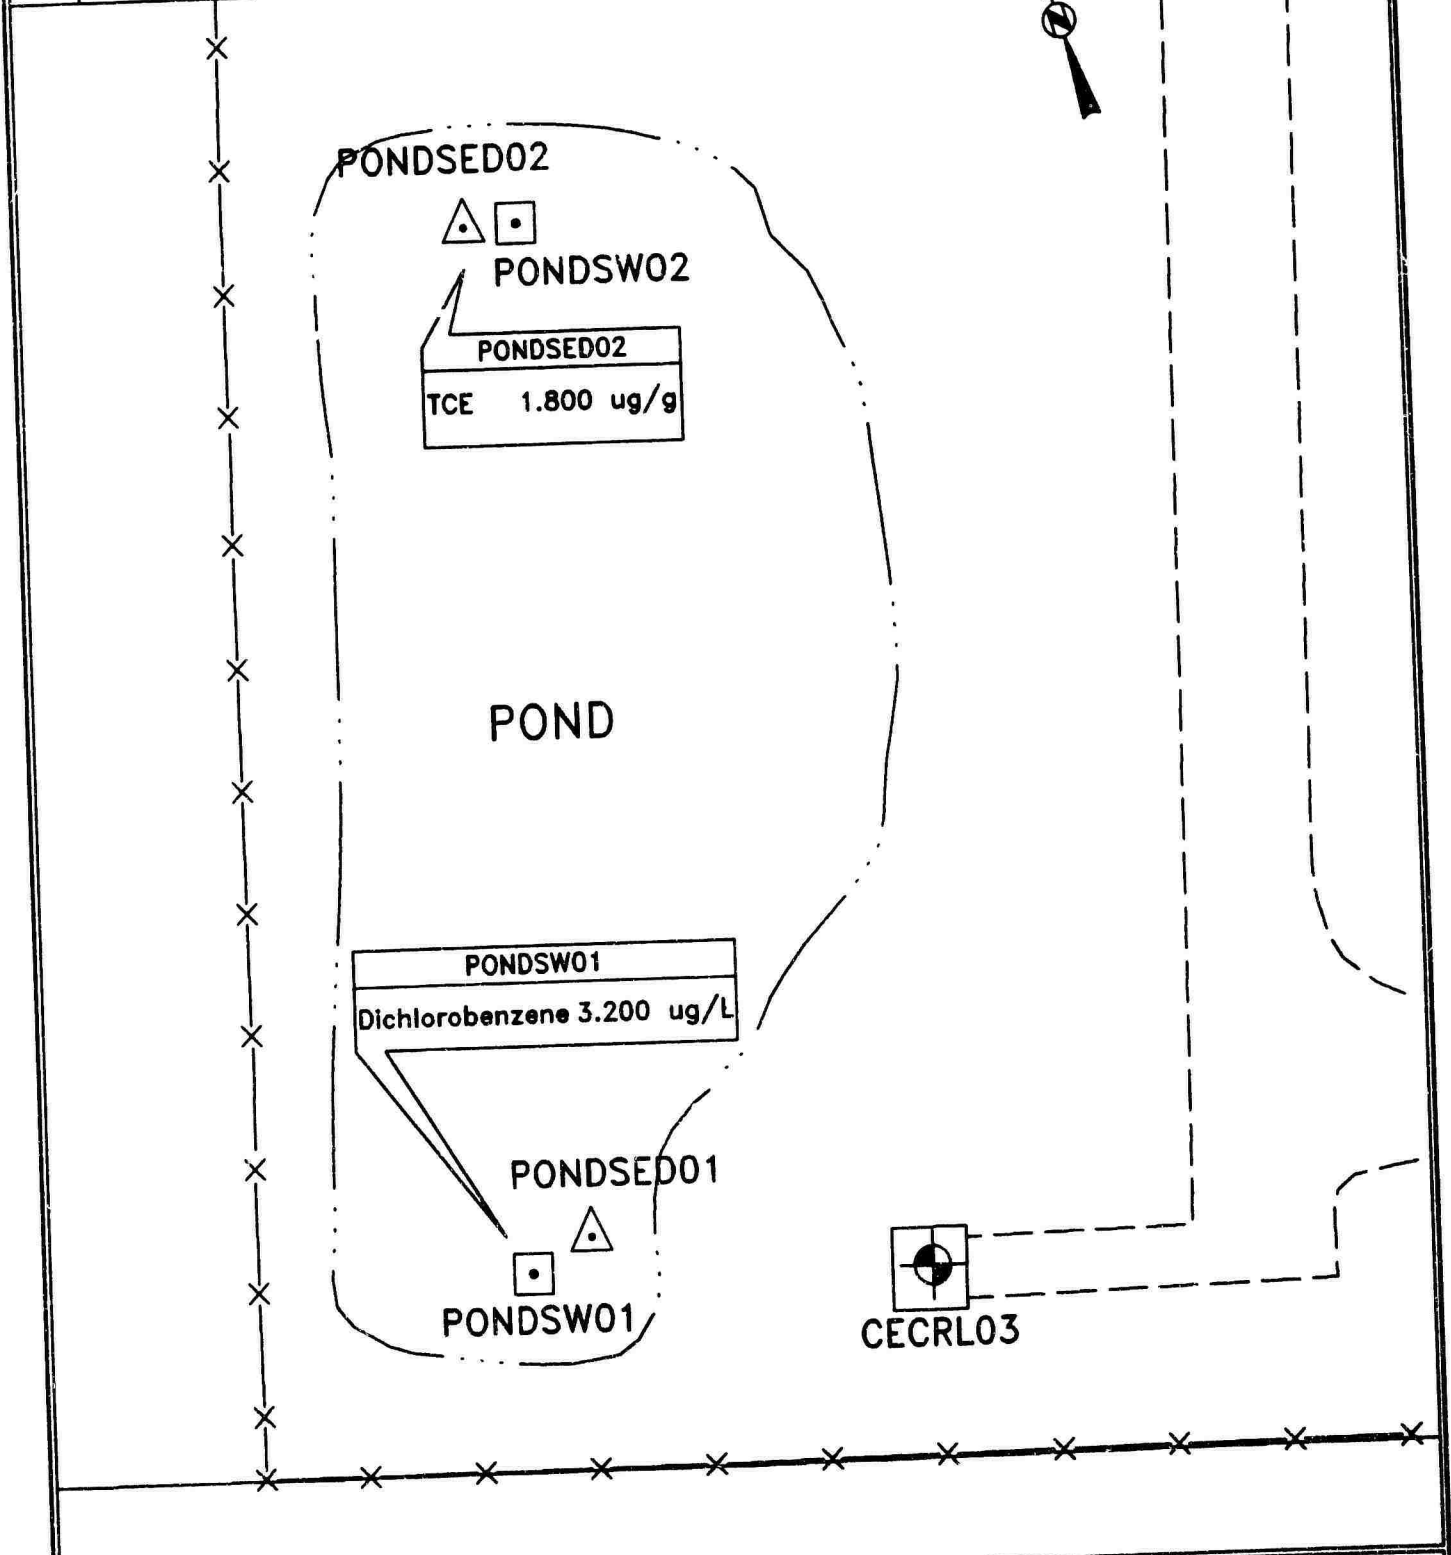 N
PONDSED02
PONDSW02
PONDSED02
TCE 1.800 ug/g
POND
PONDSW01
Dichlorobenzene 3.200 ug/L
PONDSED01
PONDSW01
CECRL03